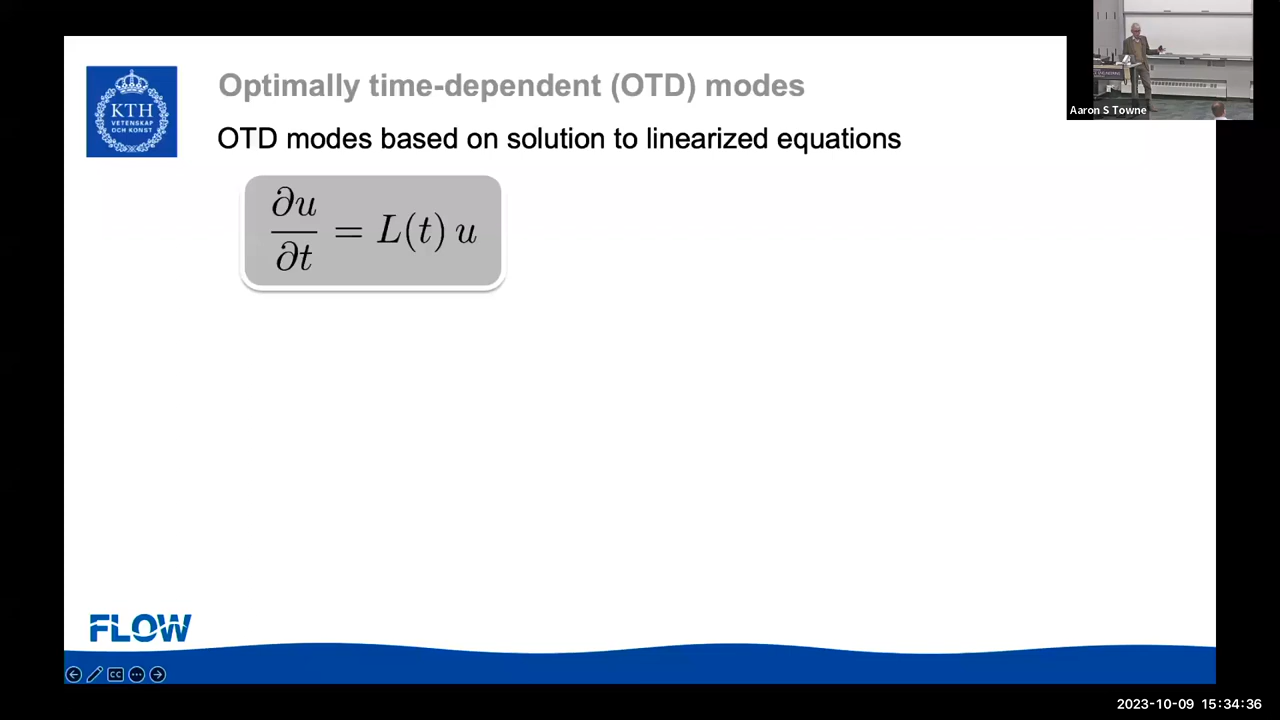 Optimally time-dependent (OTD) modes
KTH
VETENSKAP
OCH KONST
OTD modes based on solution to linearized equations
∂u/∂t = L(t) u
Aaron S Towne
FLOW
CC
2023-10-09 15:34:36